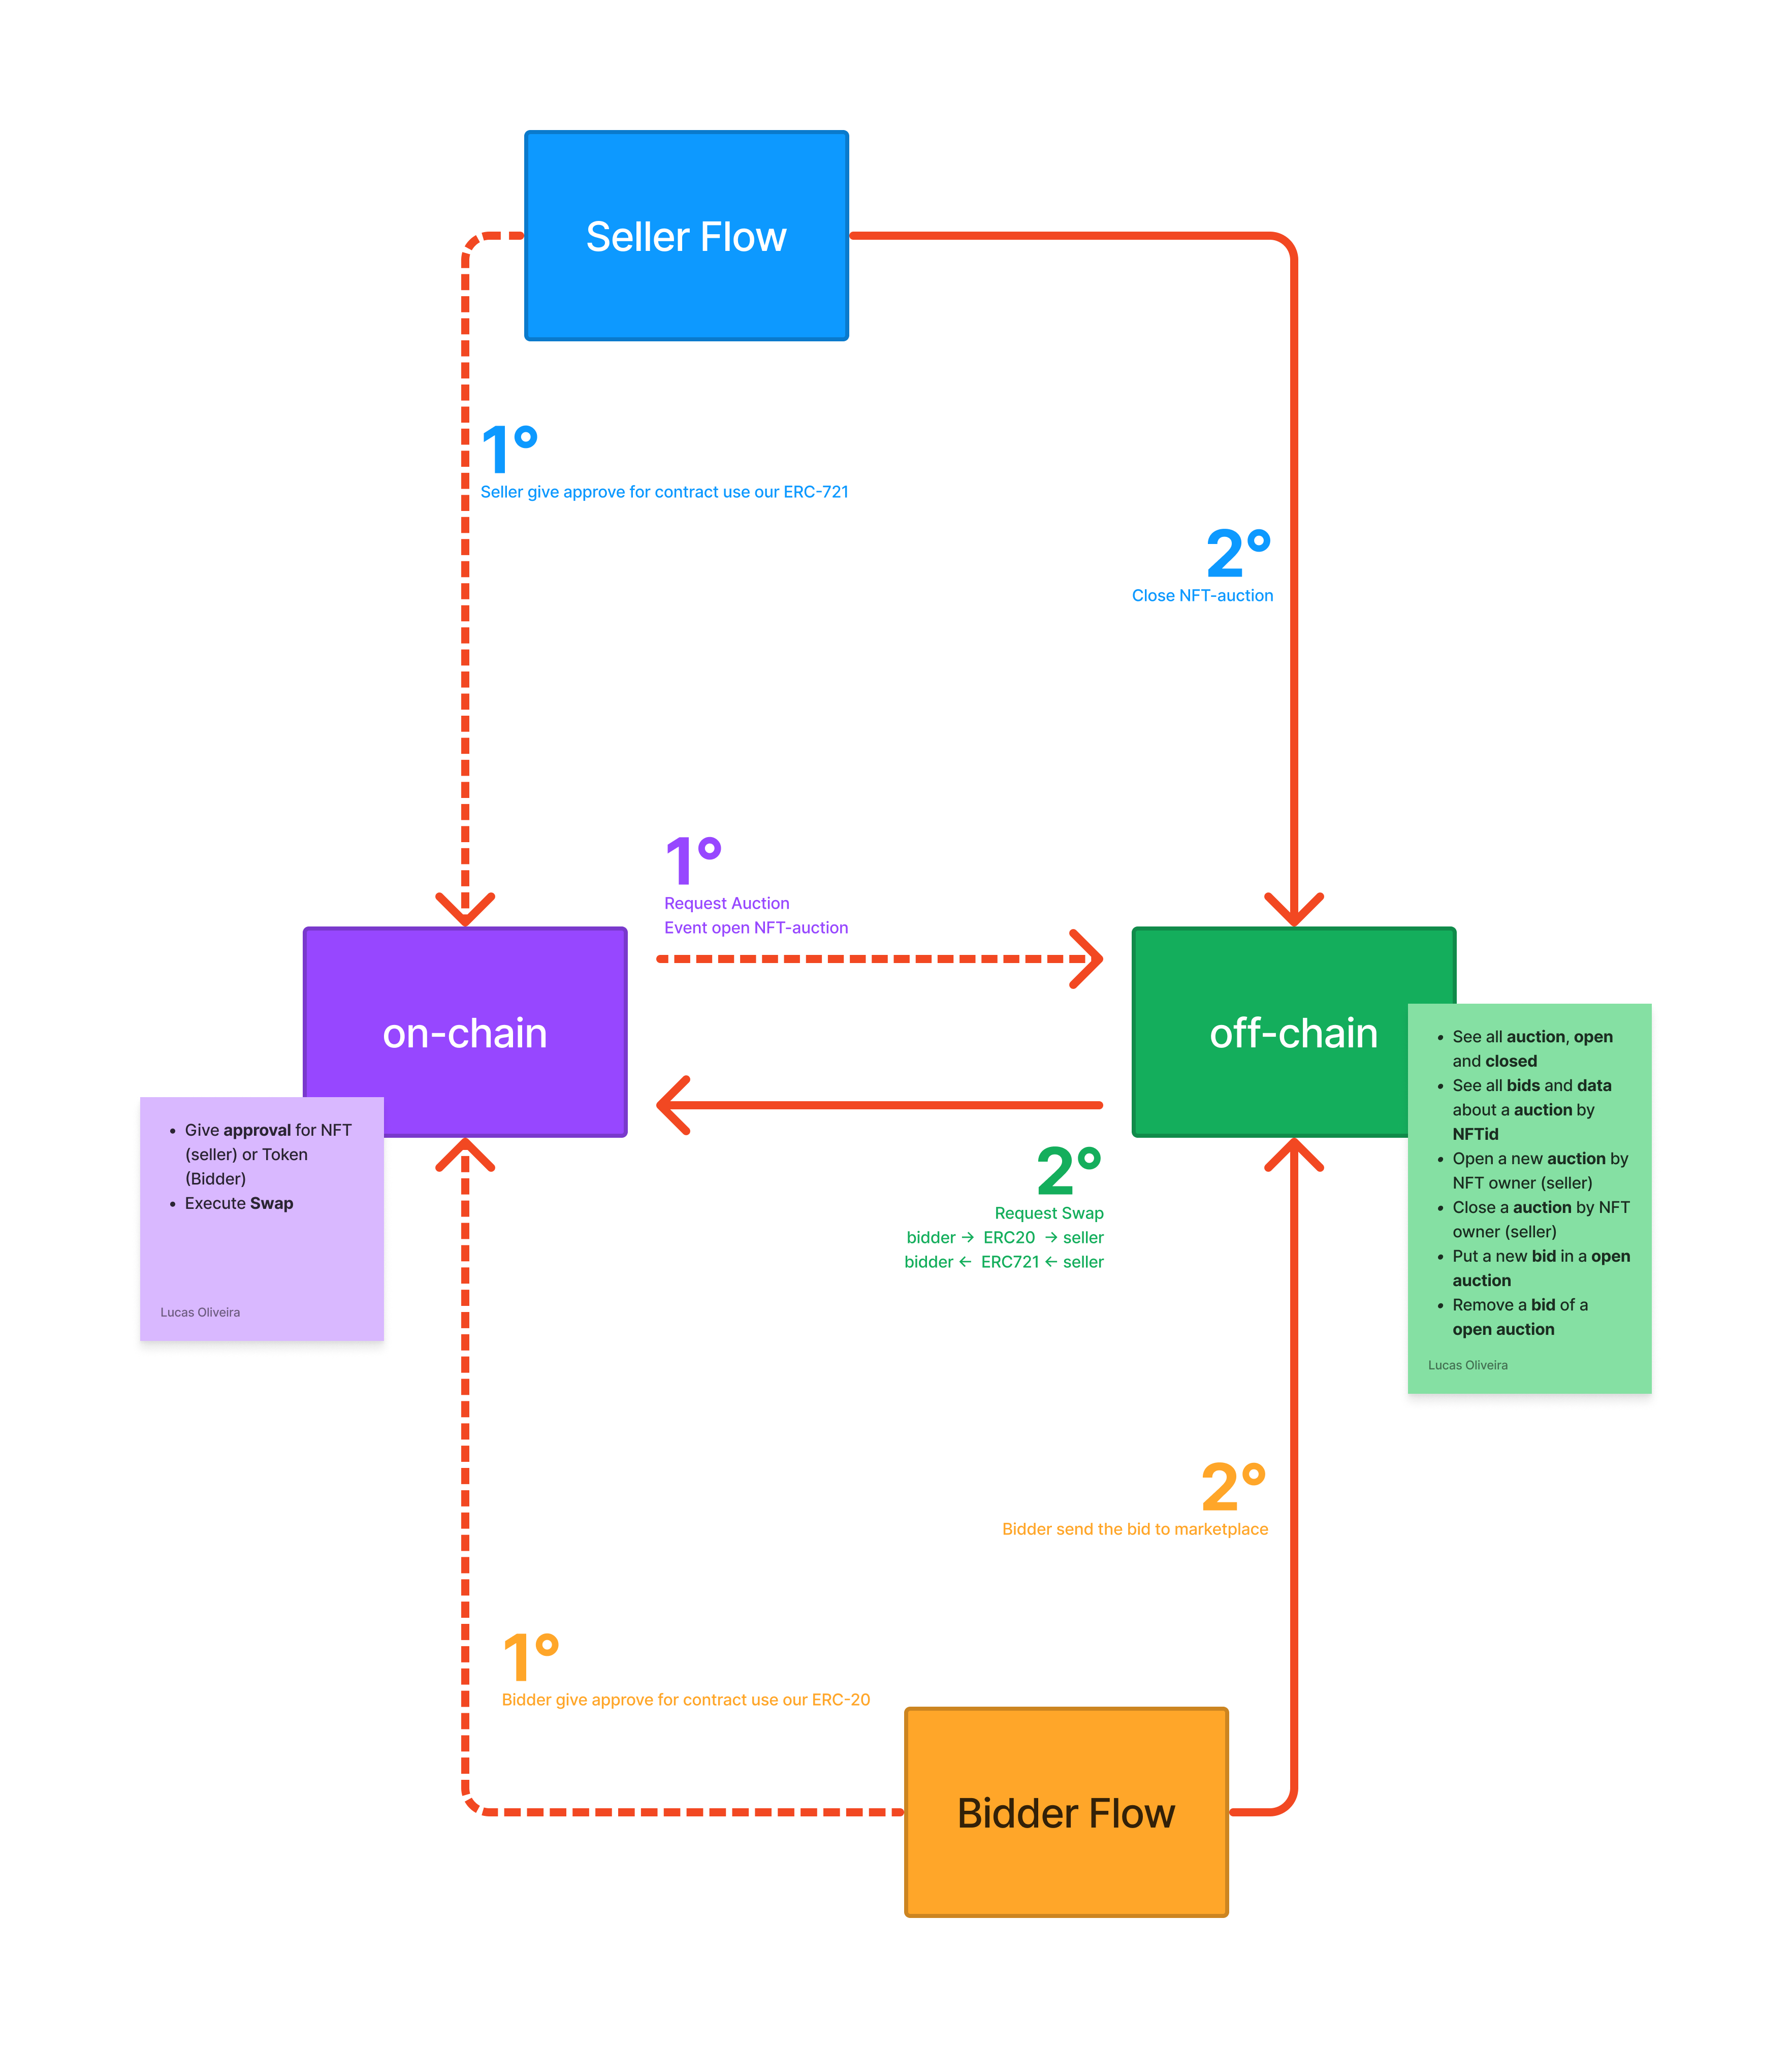 Seller Flow
1°
Seller give approve for contract use our ERC-721
2°
Close NFT-auction
1°
Request Auction
Event open NFT-auction
on-chain
off-chain
• Give approval for NFT
(seller) or Token
(Bidder)
• Execute Swap
Lucas Oliveira
• See all auction, open
and closed
• See all bids and data
about a auction by
NFTid
• Open a new auction by
NFT owner (seller)
• Close a auction by NFT
owner (seller)
• Put a new bid in a open
auction
• Remove a bid of a
open auction
Lucas Oliveira
2°
Request Swap
bidder → ERC20 → seller
bidder ← ERC721 ← seller
2°
Bidder send the bid to marketplace
1°
Bidder give approve for contract use our ERC-20
Bidder Flow